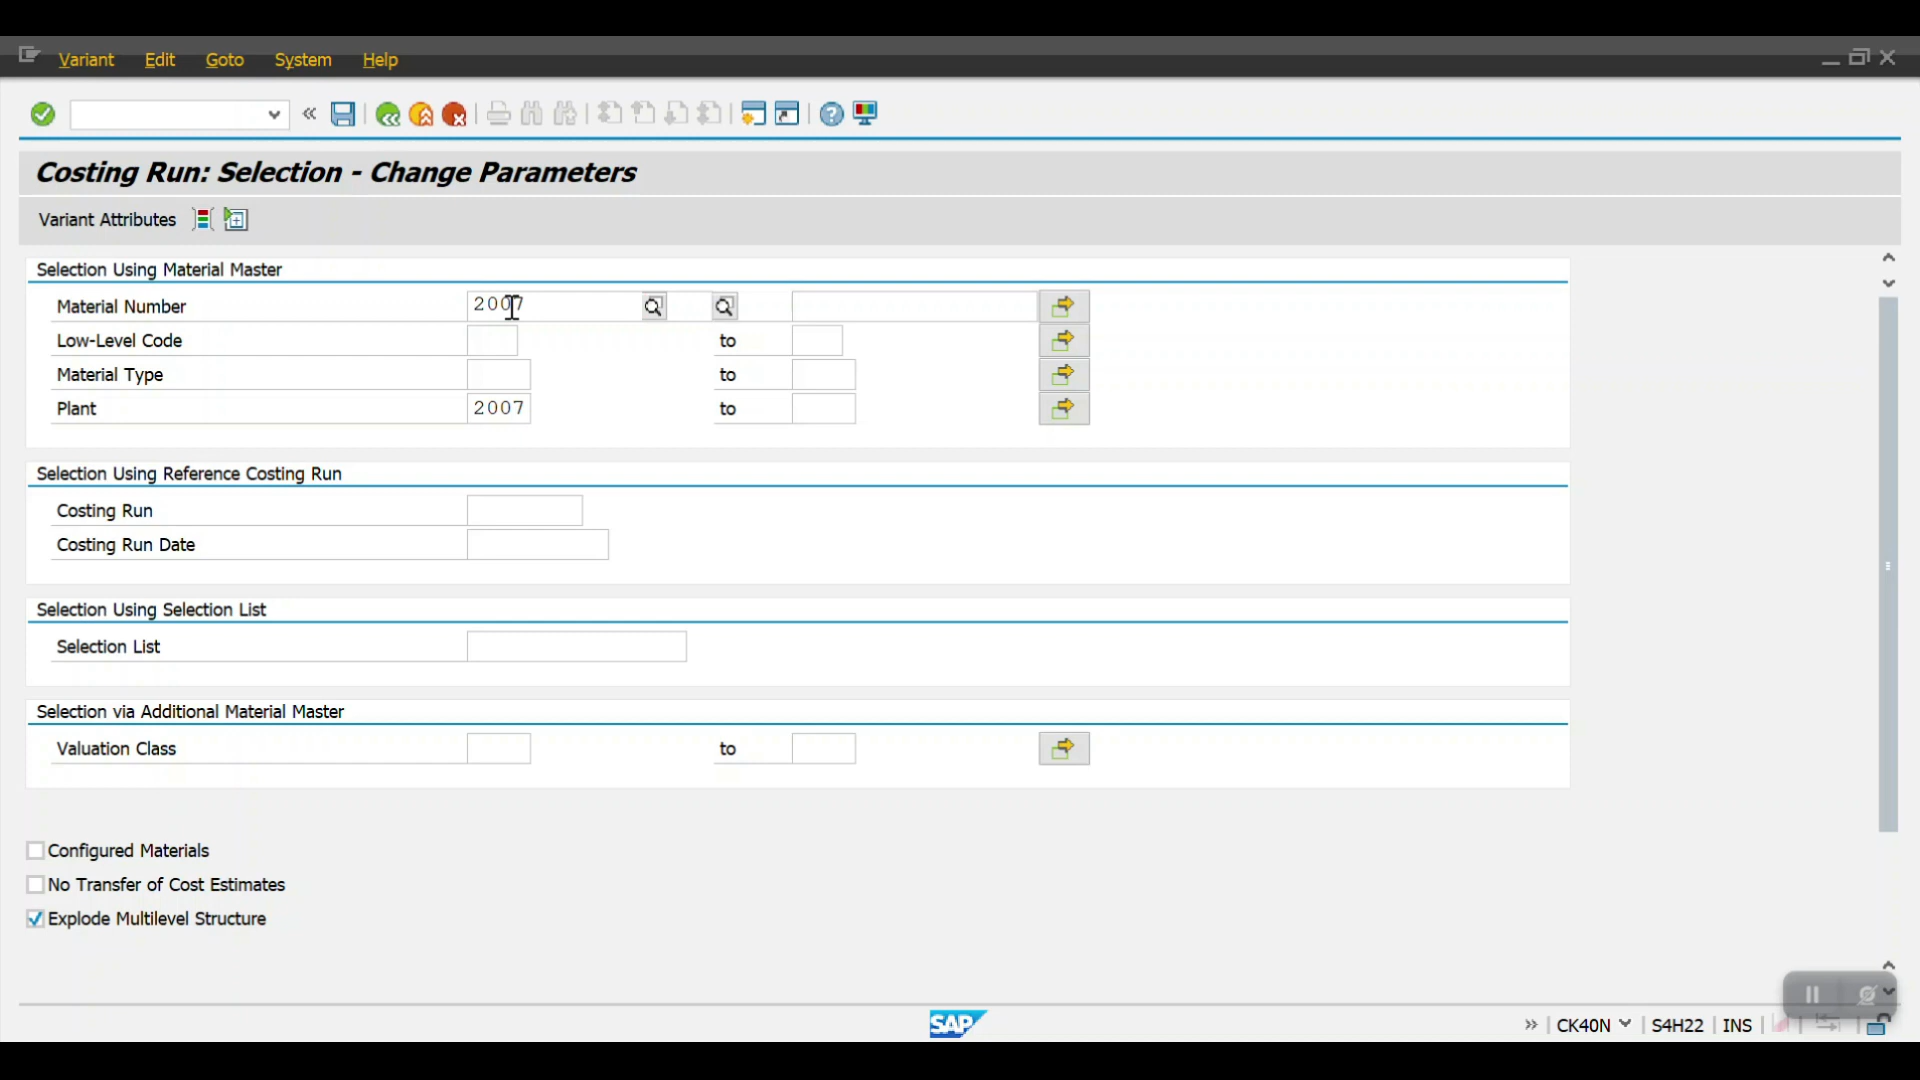 Variant Edit Goto System Help
Costing Run: Selection - Change Parameters
Variant Attributes
Selection Using Material Master
Material Number 2007
Low-Level Code to
Material Type to
Plant 2007 to
Selection Using Reference Costing Run
Costing Run
Costing Run Date
Selection Using Selection List
Selection List
Selection via Additional Material Master
Valuation Class to
Configured Materials
No Transfer of Cost Estimates
Explode Multilevel Structure
SAP CK40N S4H22 INS